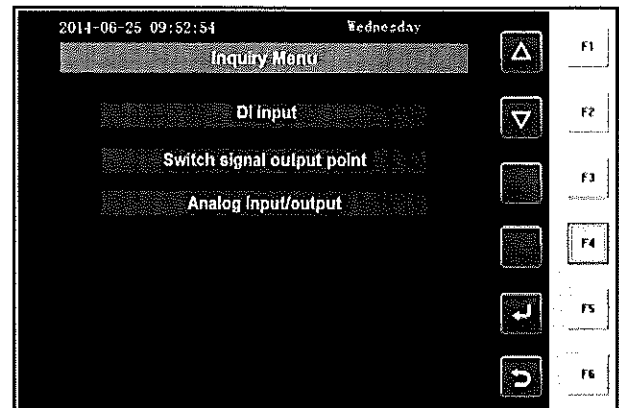 2014-06-25 09:52:54 Wednesday
Inquiry Menu
DI input
Switch signal output point
Analog input/output
F1
F2
F3
F4
F5
F6